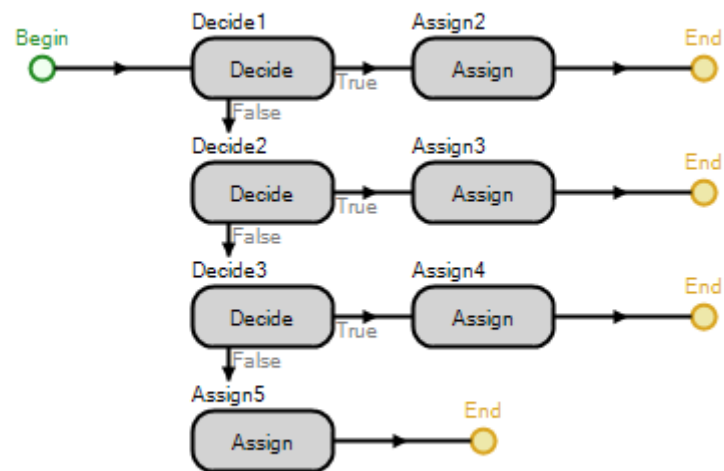 Decide1
Assign2
Begin
End
Decide
True
Assign
False
Decide2
Assign3
End
Decide
True
Assign
False
Decide3
Assign4
End
Decide
True
Assign
False
Assign5
End
Assign